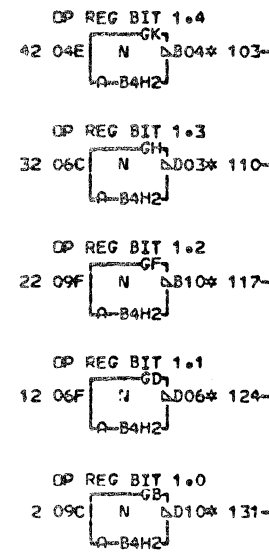 OP REG BIT 1.4
GK
42 04E N B04* 103-
A-B4H2
OP REG BIT 1.3
GH
32 06C N D03* 110-
A-B4H2
OP REG BIT 1.2
GF
22 09F N B10* 117-
A-B4H2
OP REG BIT 1.1
GD
12 06F N D06* 124-
A-B4H2
OP REG BIT 1.0
GB
2 09C N D10* 131-
A-B4H2